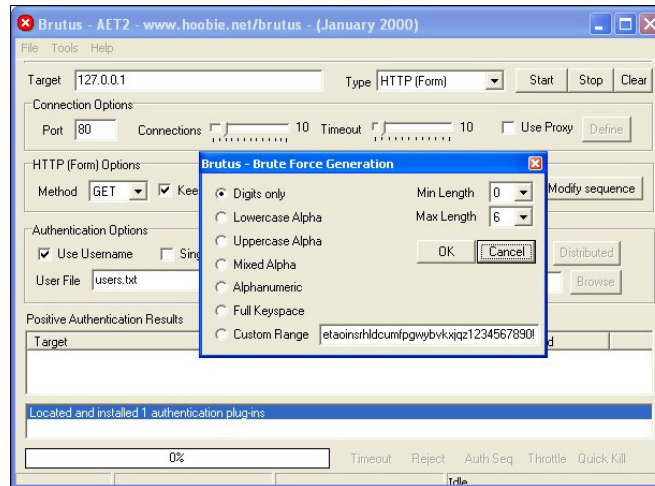 Brutus - AET2 - www.hoobie.net/brutus - (January 2000)
File Tools Help
Target 127.0.0.1 Type HTTP (Form) Start Stop Clear
Connection Options
Port 80 Connections 10 Timeout 10 Use Proxy Define
HTTP (Form) Options
Method GET Kee Modify sequence
Brutus - Brute Force Generation
Digits only Min Length 0
Lowercase Alpha Max Length 6
Uppercase Alpha OK Cancel
Mixed Alpha
Alphanumeric
Full Keyspace
Custom Range etaoinsrhldcumfpgwybvkxjqz1234567890!
Authentication Options
Use Username Sing Distributed
User File users.txt Browse
Positive Authentication Results
Target d
Located and installed 1 authentication plug-ins
0% Timeout Reject Auth Seq Throttle Quick Kill
Idle